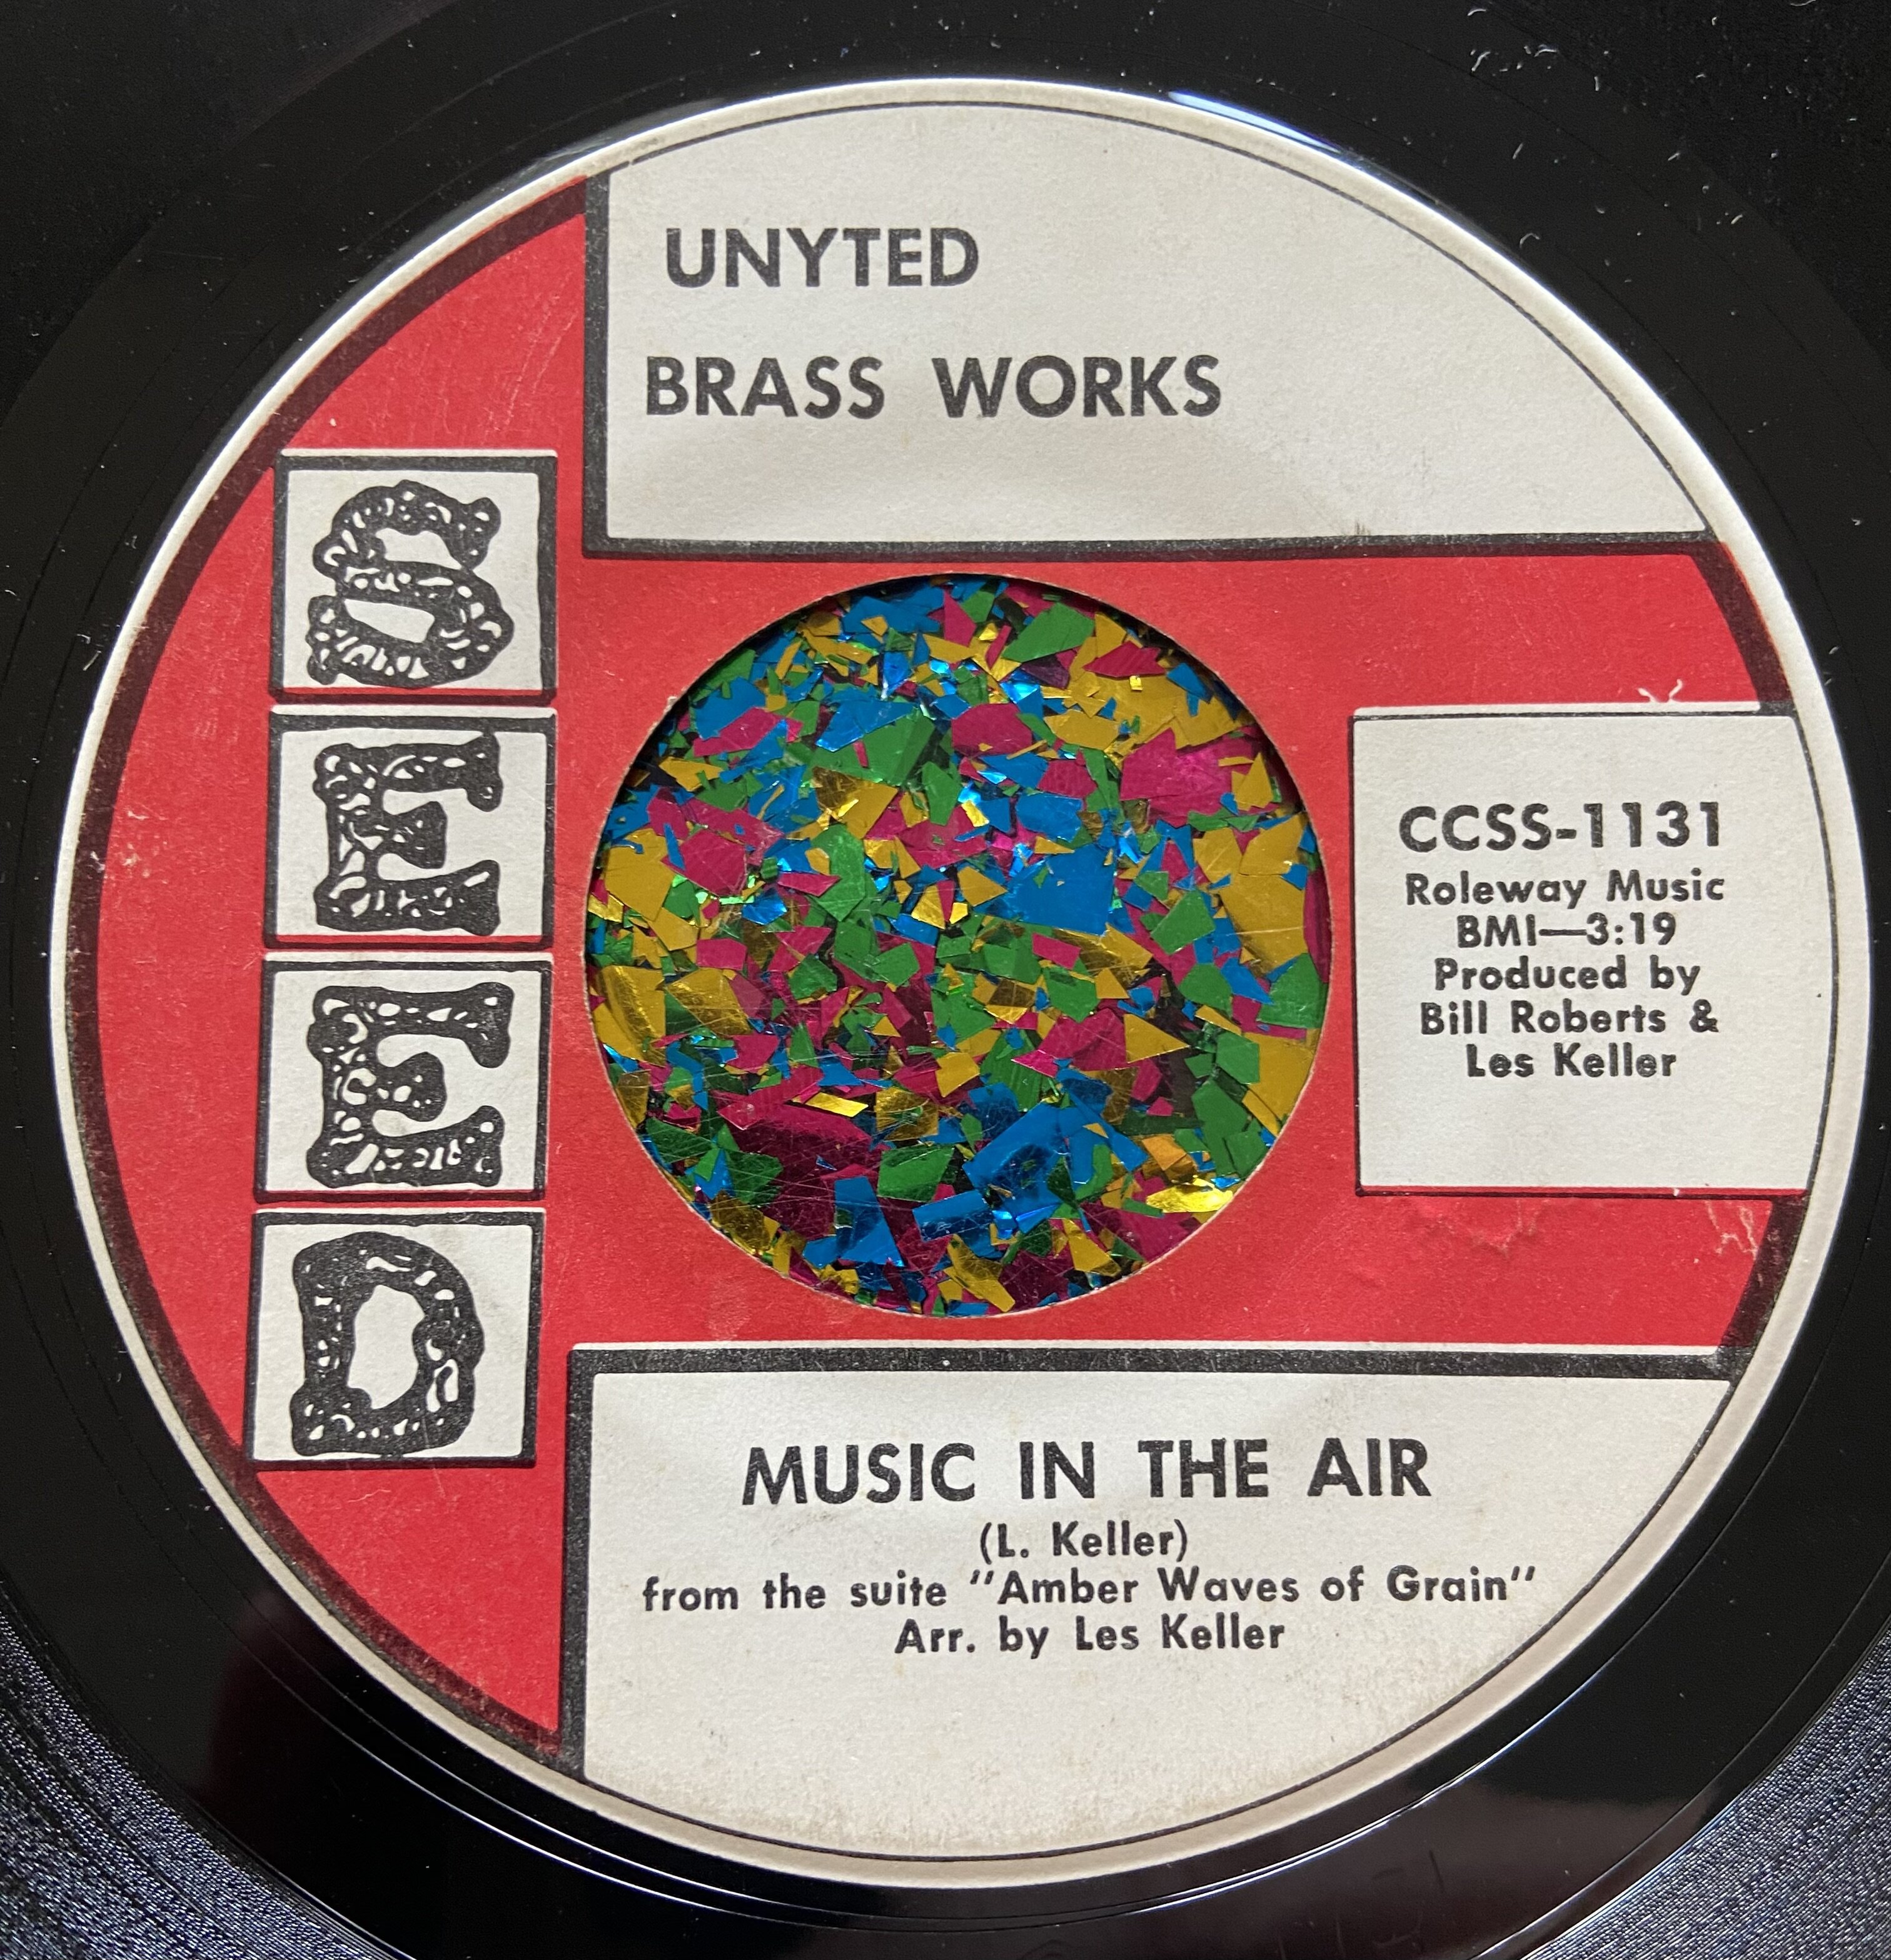 UNYTED
BRASS WORKS
SEED
CCSS-1131
Roleway Music
BMI—3:19
Produced by
Bill Roberts &
Les Keller
MUSIC IN THE AIR
(L. Keller)
from the suite "Amber Waves of Grain"
Arr. by Les Keller